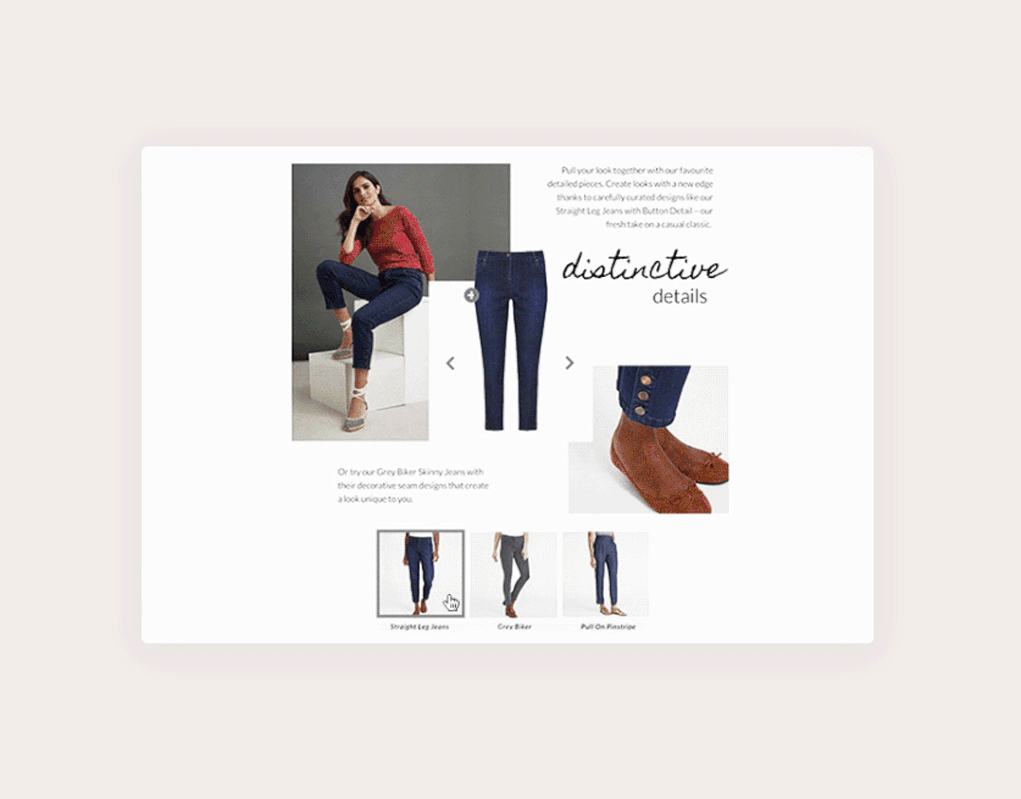 Pull your look together with our favourite
detailed pieces. Create looks with a new edge
thanks to carefully curated designs like our
Straight Leg Jeans with Button Detail – our
fresh take on a casual classic.
distinctive
details
Or try our Grey Biker Skinny Jeans with
their decorative seam designs that create
a look unique to you.
Straight Leg Jeans
Grey Biker
Pull On Pinstripe